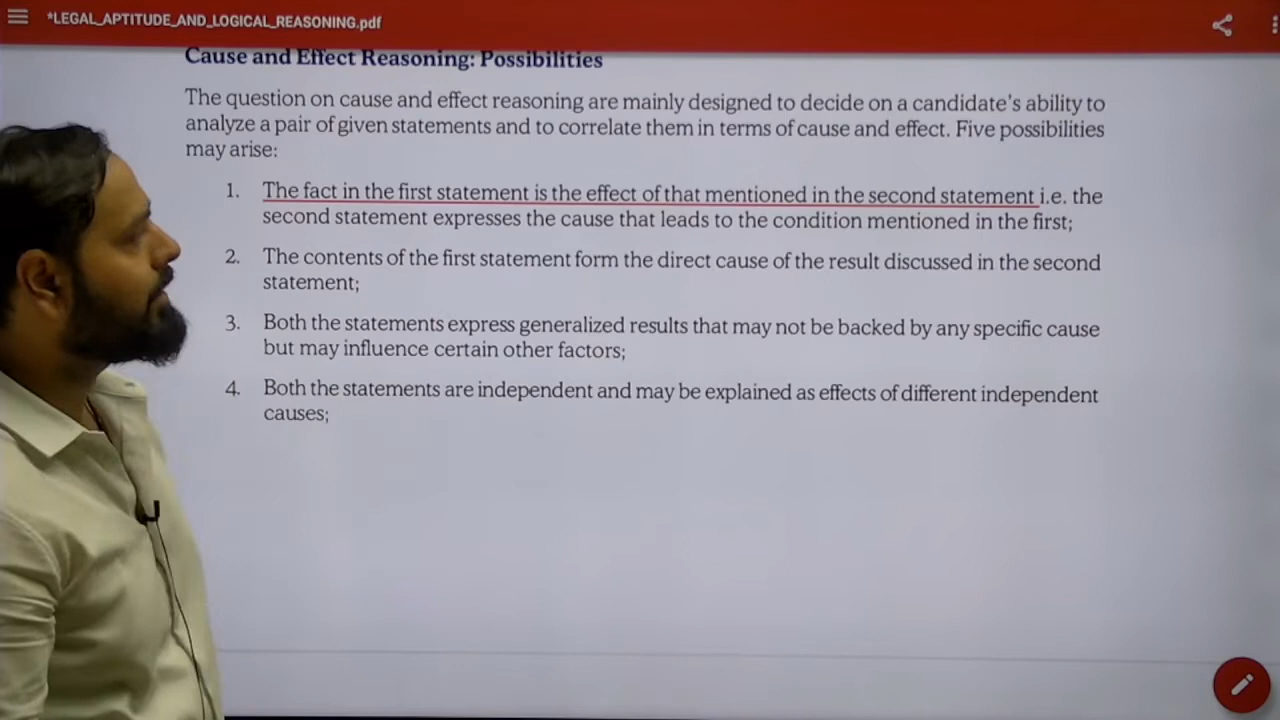 *LEGAL_APTITUDE_AND_LOGICAL_REASONING.pdf
Cause and Effect Reasoning: Possibilities
The question on cause and effect reasoning are mainly designed to decide on a candidate's ability to
analyze a pair of given statements and to correlate them in terms of cause and effect. Five possibilities
may arise:
1. The fact in the first statement is the effect of that mentioned in the second statement i.e. the
second statement expresses the cause that leads to the condition mentioned in the first;
2. The contents of the first statement form the direct cause of the result discussed in the second
statement;
3. Both the statements express generalized results that may not be backed by any specific cause
but may influence certain other factors;
4. Both the statements are independent and may be explained as effects of different independent
causes;